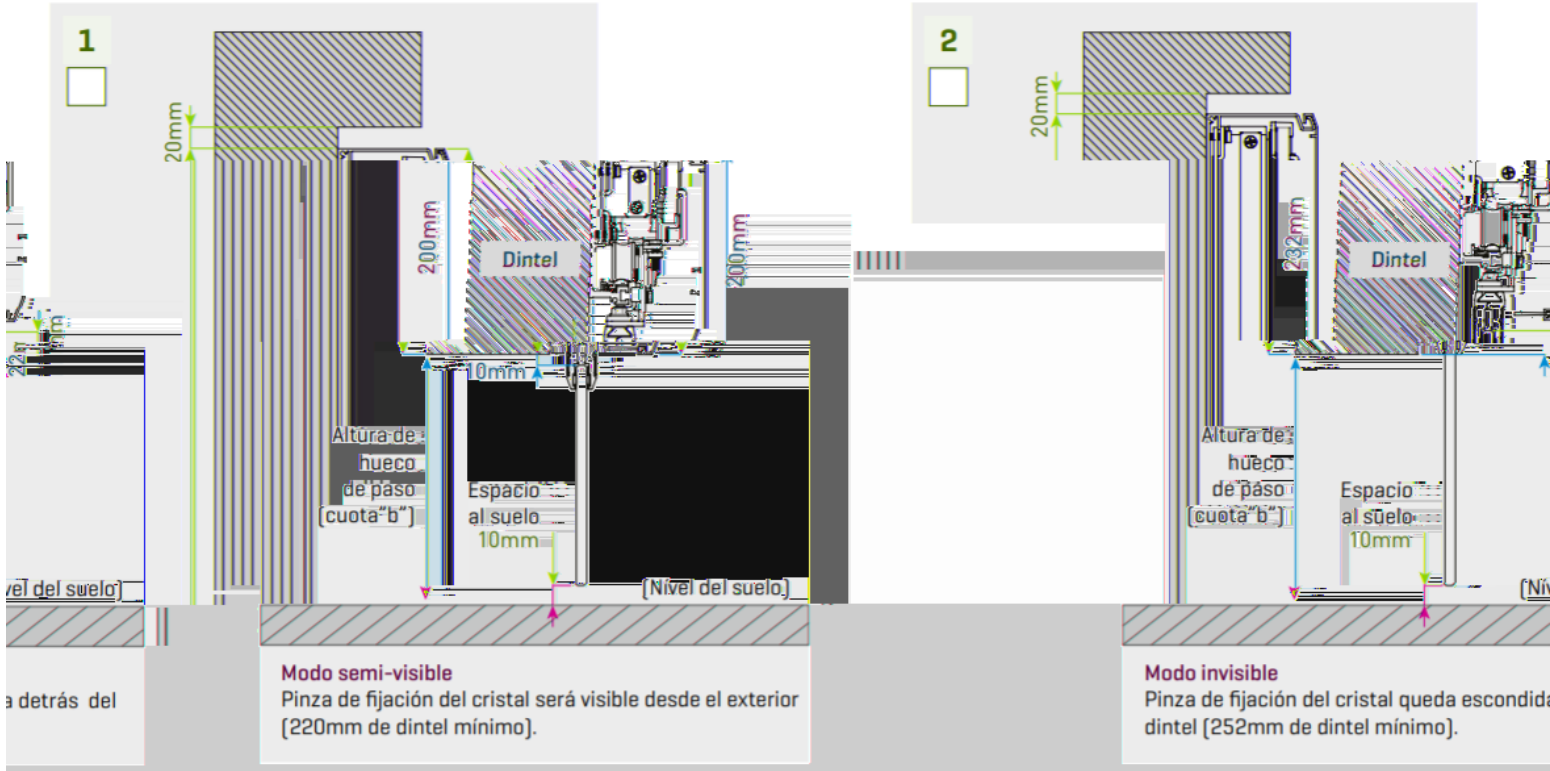 1
20mm
200mm
Dintel
200mm
10mm
Altura de
hueco
de paso
(cuota"b")
Espacio
al suelo
10mm
(Nivel del suelo)
Modo semi-visible
Pinza de fijación del cristal será visible desde el exterior
(220mm de dintel mínimo).
2
20mm
232mm
Dintel
Altura de
hueco
de paso
(cuota"b")
Espacio
al suelo
10mm
Modo invisible
Pinza de fijación del cristal queda escondida
dintel (252mm de dintel mínimo).
del suelo)
a detrás del